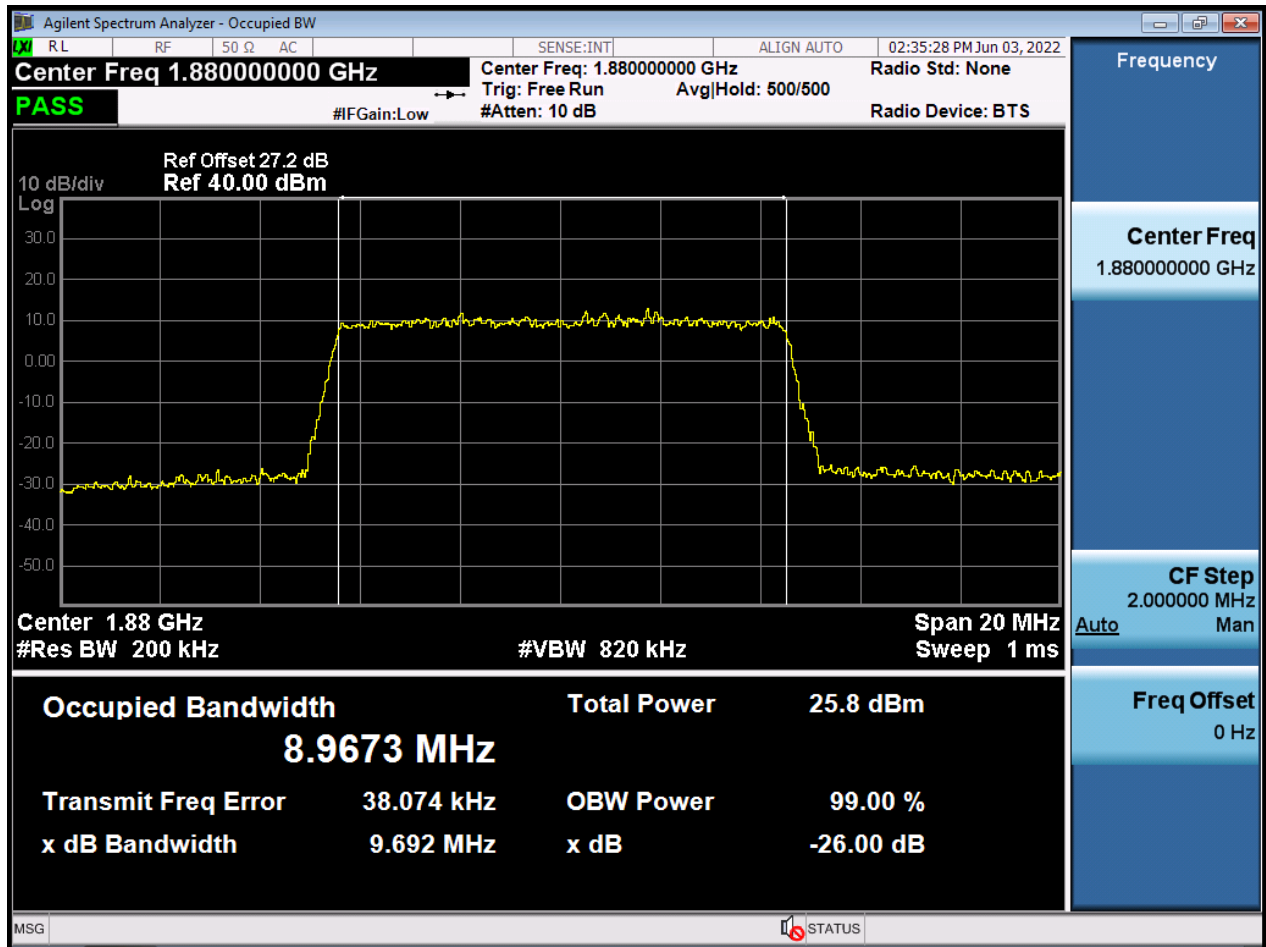 Agilent Spectrum Analyzer - Occupied BW
LXI RL RF 50 Ω AC SENSE:INT ALIGN AUTO 02:35:28 PM Jun 03, 2022
Center Freq 1.880000000 GHz
PASS
#IFGain:Low
Center Freq: 1.880000000 GHz
Trig: Free Run Avg|Hold: 500/500
#Atten: 10 dB
Radio Std: None
Radio Device: BTS
Ref Offset 27.2 dB
10 dB/div Ref 40.00 dBm
Log
30.0
20.0
10.0
0.00
-10.0
-20.0
-30.0
-40.0
-50.0
Center 1.88 GHz Span 20 MHz
#Res BW 200 kHz #VBW 820 kHz Sweep 1 ms
Occupied Bandwidth Total Power 25.8 dBm
8.9673 MHz
Transmit Freq Error 38.074 kHz OBW Power 99.00 %
x dB Bandwidth 9.692 MHz x dB -26.00 dB
Frequency
Center Freq
1.880000000 GHz
CF Step
2.000000 MHz
Auto Man
Freq Offset
0 Hz
MSG STATUS